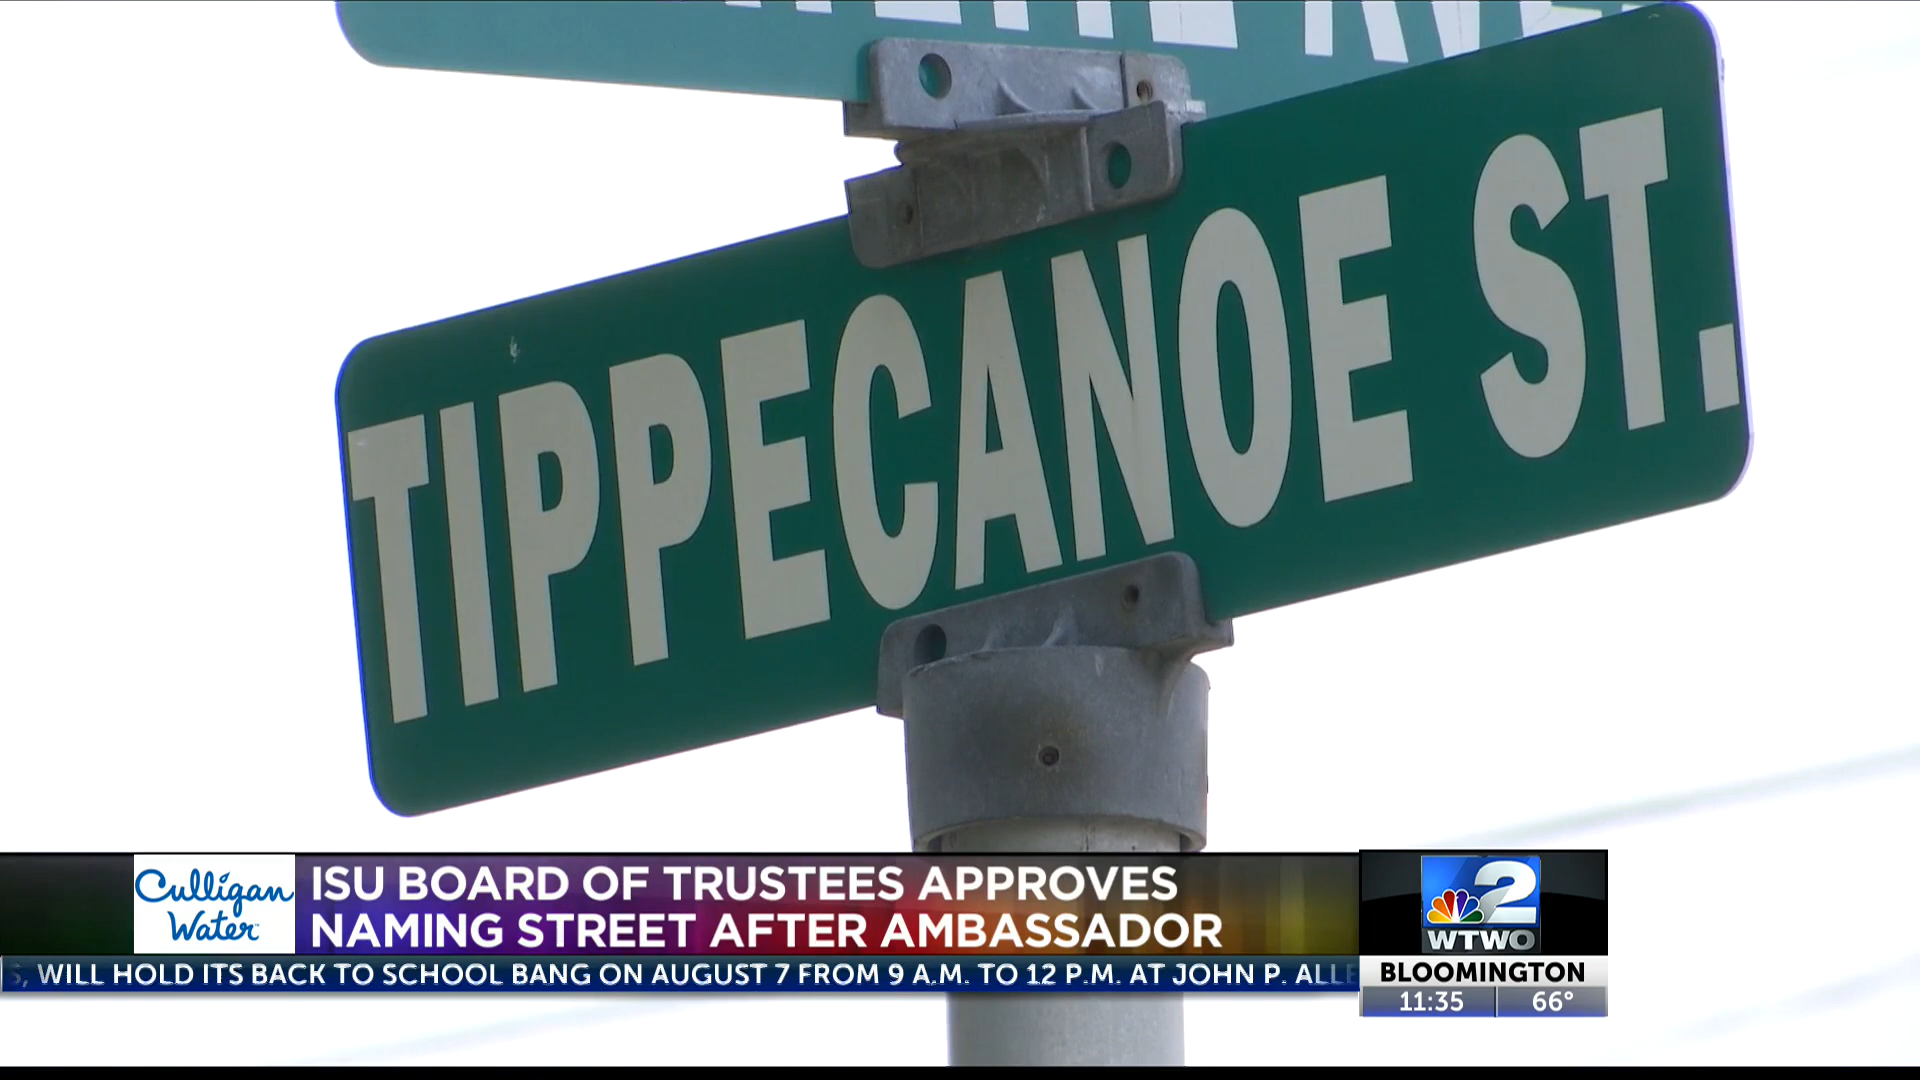 TIPPECANOE ST.
Culligan
Water
ISU BOARD OF TRUSTEES APPROVES
NAMING STREET AFTER AMBASSADOR
2
WTWO
S, WILL HOLD ITS BACK TO SCHOOL BANG ON AUGUST 7 FROM 9 A.M. TO 12 P.M. AT JOHN P. ALLE
BLOOMINGTON
11:35 66°